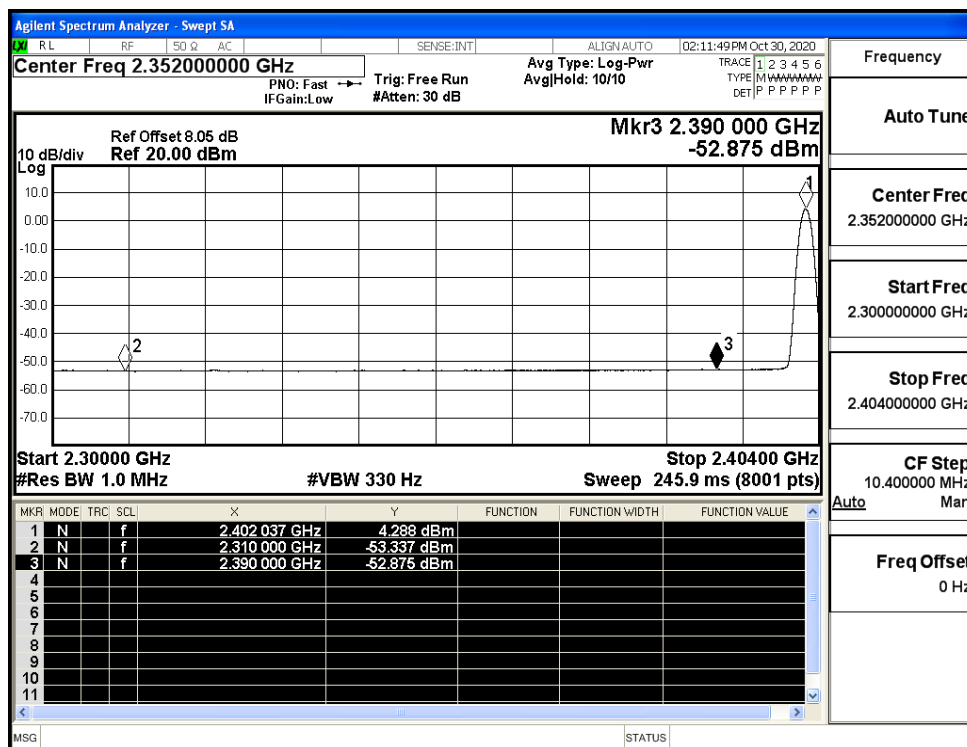 Agilent Spectrum Analyzer - Swept SA
LXI RL RF 50 Ω AC SENSE:INT ALIGN AUTO 02:11:49 PM Oct 30, 2020
Center Freq 2.352000000 GHz
PNO: Fast
IFGain:Low
Trig: Free Run
#Atten: 30 dB
Avg Type: Log-Pwr
Avg|Hold: 10/10
TRACE 1 2 3 4 5 6
TYPE M WWWWW
DET P P P P P P
Ref Offset 8.05 dB
Ref 20.00 dBm
10 dB/div
Log
Mkr3 2.390 000 GHz
-52.875 dBm
10.0
0.00
-10.0
-20.0
-30.0
-40.0
-50.0
-60.0
-70.0
1
2
3
Start 2.30000 GHz
Stop 2.40400 GHz
#Res BW 1.0 MHz
#VBW 330 Hz
Sweep 245.9 ms (8001 pts)
MKR MODE TRC SCL X Y FUNCTION FUNCTION WIDTH FUNCTION VALUE
1 N f 2.402 037 GHz 4.288 dBm
2 N f 2.310 000 GHz -53.337 dBm
3 N f 2.390 000 GHz -52.875 dBm
4
5
6
7
8
9
10
11
MSG
STATUS
Frequency
Auto Tune
Center Freq
2.352000000 GHz
Start Freq
2.300000000 GHz
Stop Freq
2.404000000 GHz
CF Step
10.400000 MHz
Auto Man
Freq Offset
0 Hz